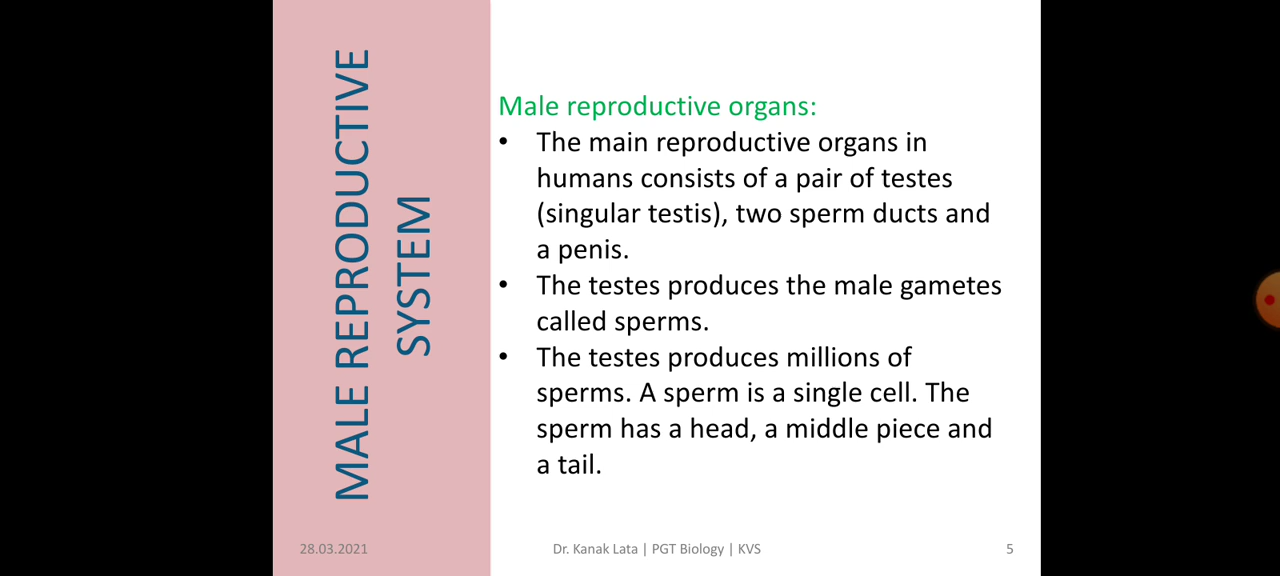 MALE REPRODUCTIVE
SYSTEM
Male reproductive organs:
• The main reproductive organs in
humans consists of a pair of testes
(singular testis), two sperm ducts and
a penis.
• The testes produces the male gametes
called sperms.
• The testes produces millions of
sperms. A sperm is a single cell. The
sperm has a head, a middle piece and
a tail.
28.03.2021
Dr. Kanak Lata | PGT Biology | KVS
5